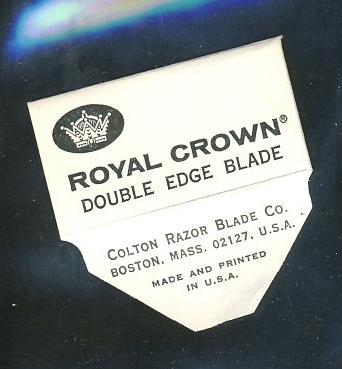 ROYAL CROWN®
DOUBLE EDGE BLADE
COLTON RAZOR BLADE CO.
BOSTON, MASS. 02127, U.S.A.
MADE AND PRINTED
IN U.S.A.